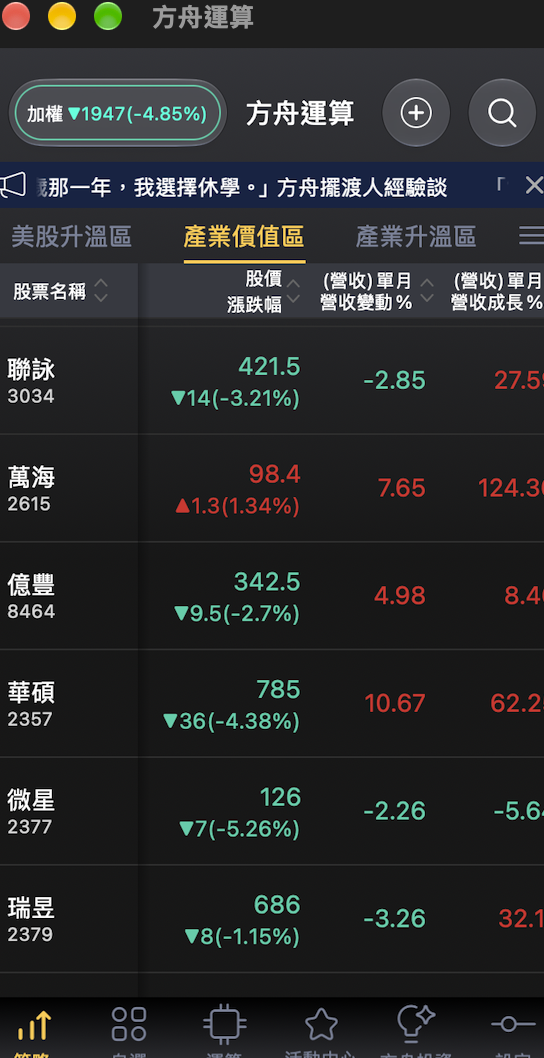 方舟運算
加權 ▼1947(-4.85%)
方舟運算
那一年，我選擇休學。」方舟擺渡人經驗談 「
美股升溫區 產業價值區 產業升溫區
股票名稱 股價 漲跌幅 (營收)單月 營收變動% (營收)單月 營收成長%
聯詠 421.5 -2.85
3034 ▼14(-3.21%)
萬海 98.4 7.65
2615 ▲1.3(1.34%)
億豐 342.5 4.98
8464 ▼9.5(-2.7%)
華碩 785 10.67
2357 ▼36(-4.38%)
微星 126 -2.26
2377 ▼7(-5.26%)
瑞昱 686 -3.26
2379 ▼8(-1.15%)